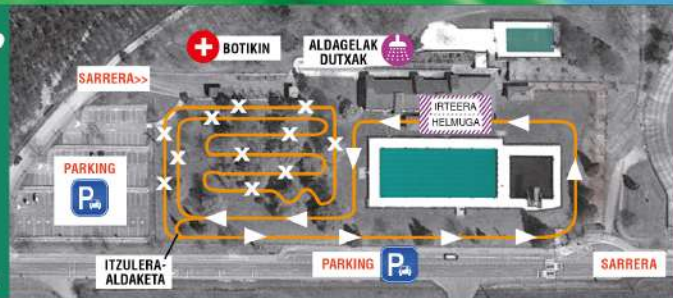 BOTIKIN
ALDAGELAK
DUTXAK
SARRERA>>
IRTEERA
HELMUGA
PARKING
P
ITZULERA-
ALDAKETA
PARKING
P
SARRERA